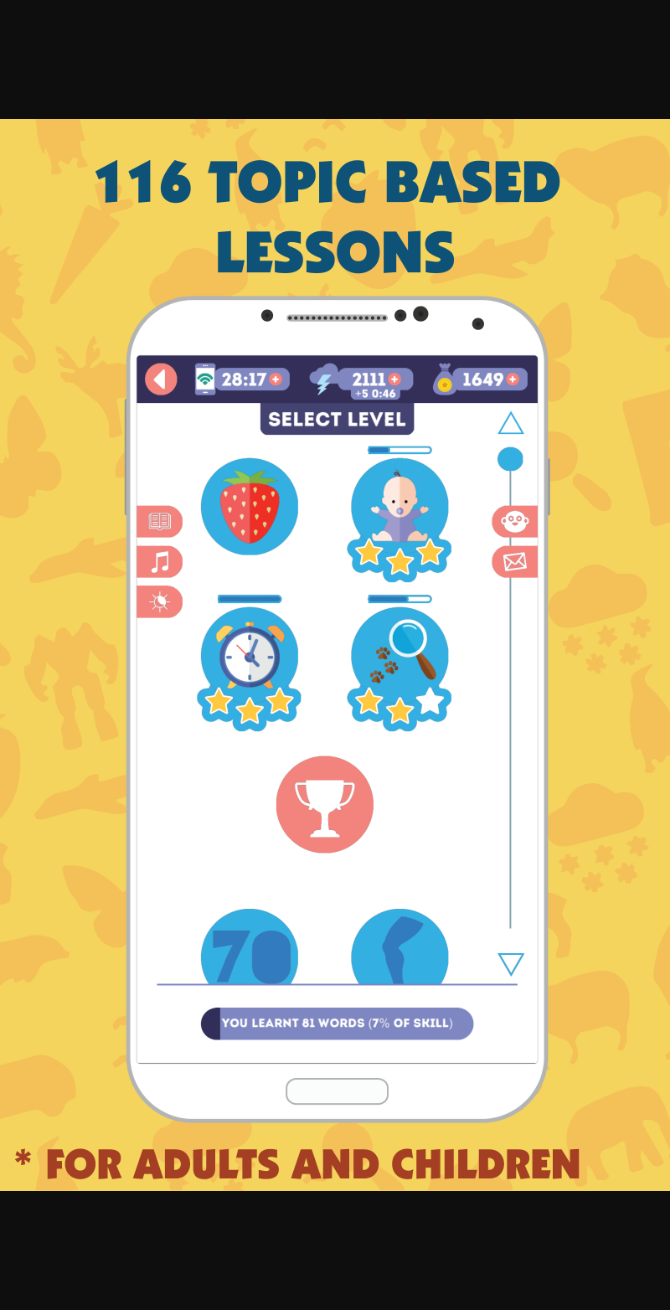 116 TOPIC BASED
LESSONS
28:17
2111
1649
+5 0:46
SELECT LEVEL
70
YOU LEARNT 81 WORDS (7% OF SKILL)
* FOR ADULTS AND CHILDREN